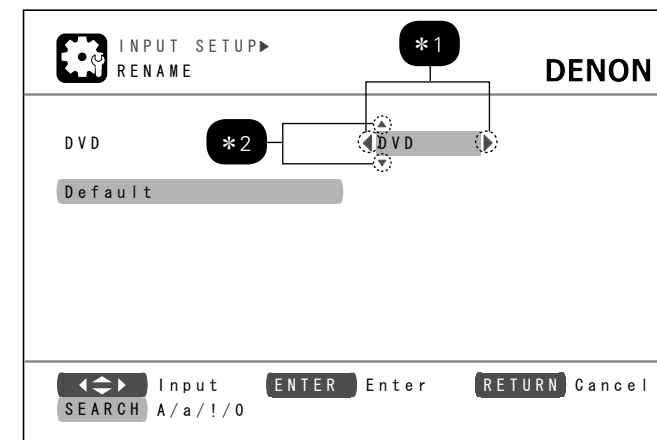 INPUT SETUP▶ *1
RENAME DENON
DVD *2 DVD
Default
Input ENTER Enter RETURN Cancel
SEARCH A/a/!/0